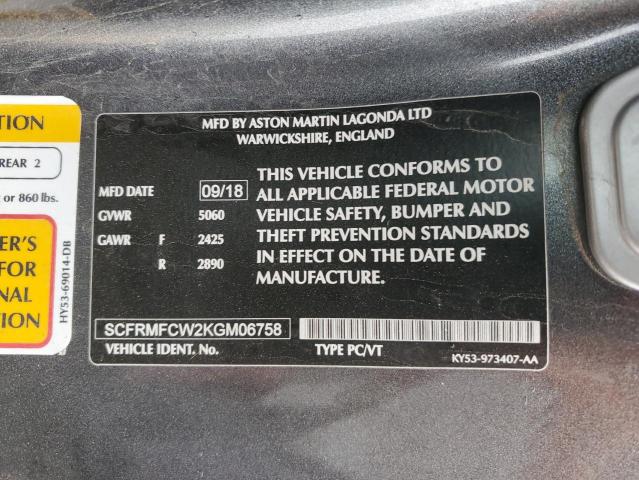 TION
REAR 2
or 860 lbs.
ER'S
FOR
NAL
TION
HY53-69014-DB
MFD BY ASTON MARTIN LAGONDA LTD
WARWICKSHIRE, ENGLAND
MFD DATE 09/18
GVWR 5060
GAWR F 2425
R 2890
THIS VEHICLE CONFORMS TO
ALL APPLICABLE FEDERAL MOTOR
VEHICLE SAFETY, BUMPER AND
THEFT PREVENTION STANDARDS
IN EFFECT ON THE DATE OF
MANUFACTURE.
SCFRMFCW2KGM06758
VEHICLE IDENT. No.
TYPE PC/VT
KY53-973407-AA